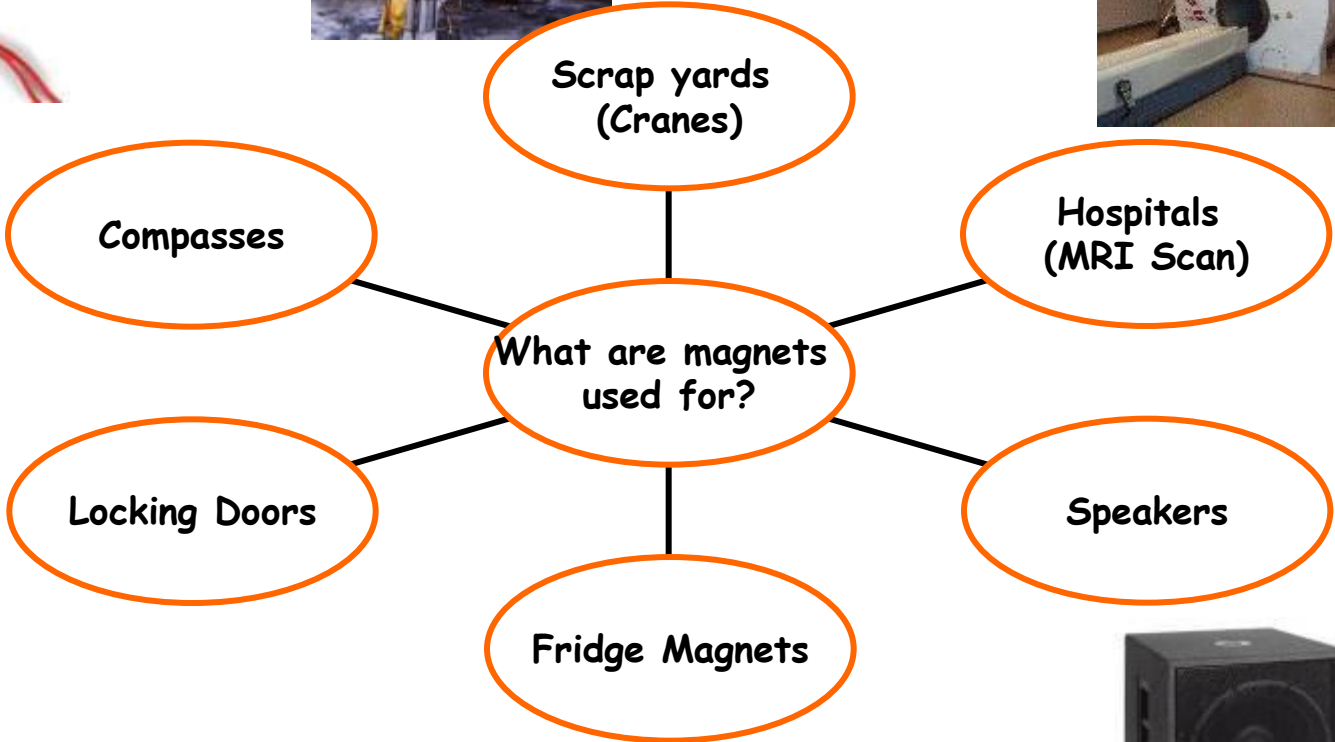 Scrap yards
(Cranes)
Compasses
Hospitals
(MRI Scan)
What are magnets
used for?
Locking Doors
Speakers
Fridge Magnets